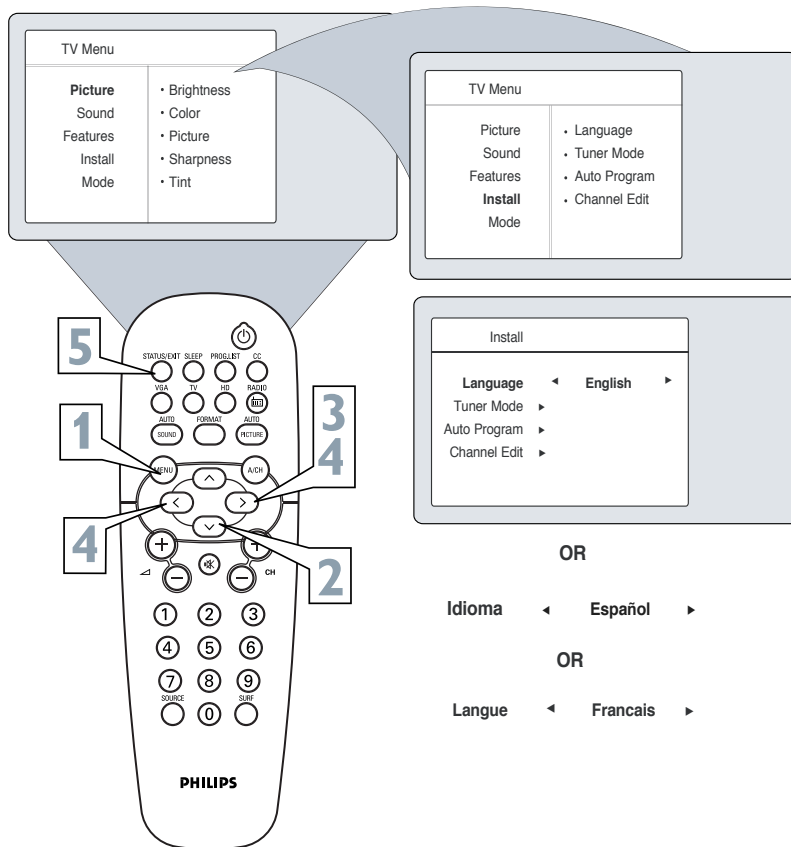 TV Menu
Picture
Sound
Features
Install
Mode
• Brightness
• Color
• Picture
• Sharpness
• Tint
TV Menu
Picture
Sound
Features
Install
Mode
• Language
• Tuner Mode
• Auto Program
• Channel Edit
Install
Language ◄ English ►
Tuner Mode ►
Auto Program ►
Channel Edit ►
OR
Idioma ◄ Español ►
OR
Langue ◄ Francais ►
5
1
4
3
4
2
STATUS/EXIT SLEEP PROG.LIST CC
VGA TV HD RADIO
AUTO FORMAT AUTO
SOUND PICTURE
MENU A/CH
+ +
− − CH
1 2 3
4 5 6
7 8 9
SOURCE 0 SURF
PHILIPS